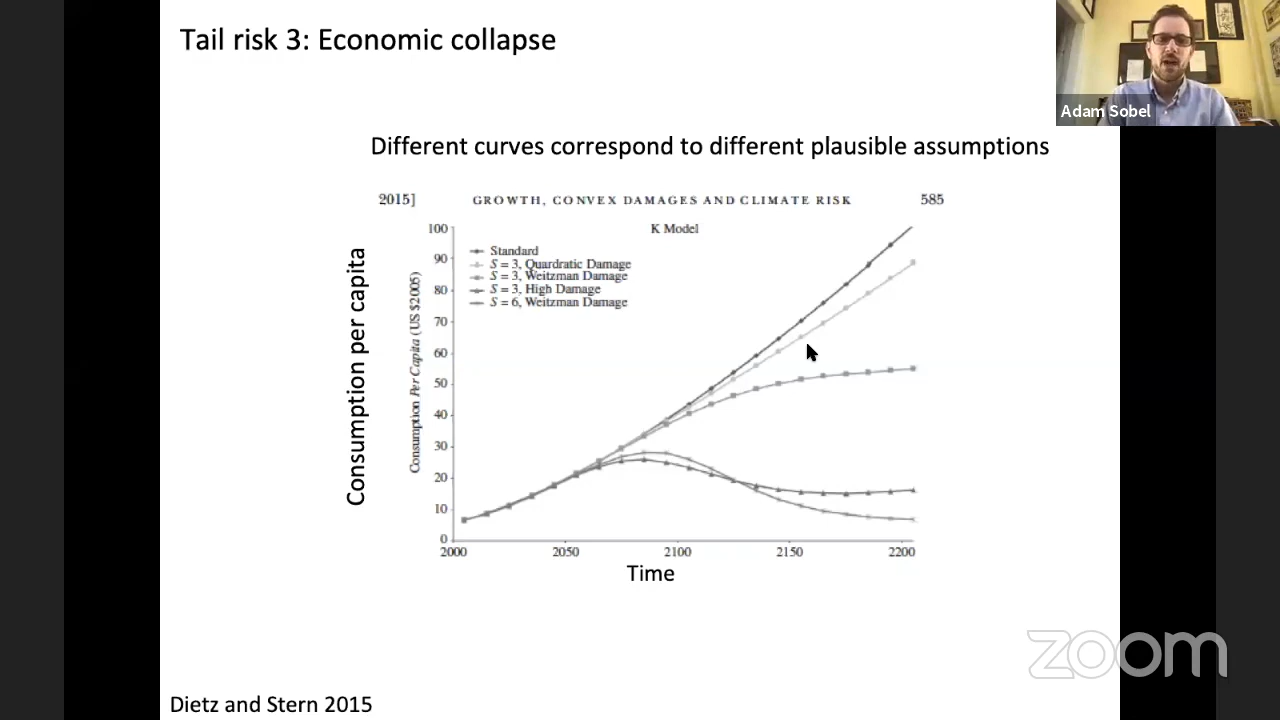 Tail risk 3: Economic collapse
Adam Sobel
Different curves correspond to different plausible assumptions
2015] GROWTH, CONVEX DAMAGES AND CLIMATE RISK 585
K Model
Standard
S = 3, Quardratic Damage
S = 3, Weitzman Damage
S = 3, High Damage
S = 6, Weitzman Damage
Consumption per capita
Consumption Per Capita (US $2005)
100
90
80
70
60
50
40
30
20
10
0
2000 2050 2100 2150 2200
Time
zoom
Dietz and Stern 2015